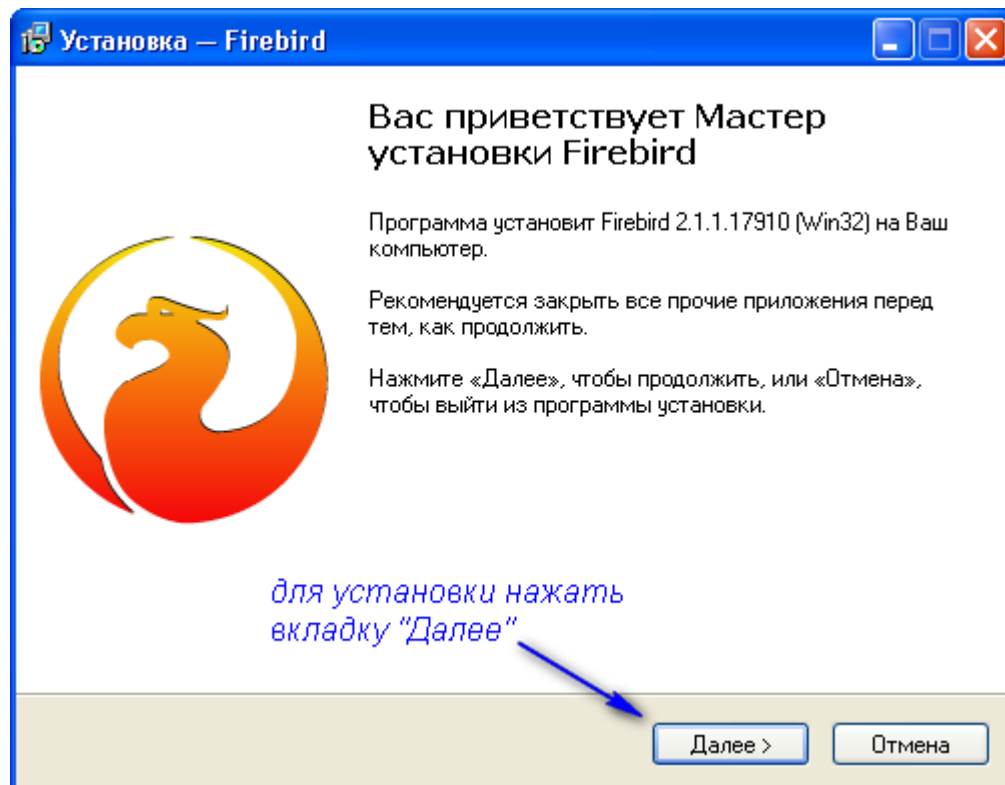 Установка — Firebird
Вас приветствует Мастер
установки Firebird
Программа установит Firebird 2.1.1.17910 (Win32) на Ваш
компьютер.
Рекомендуется закрыть все прочие приложения перед
тем, как продолжить.
Нажмите «Далее», чтобы продолжить, или «Отмена»,
чтобы выйти из программы установки.
для установки нажать
вкладку "Далее"
Далее >
Отмена